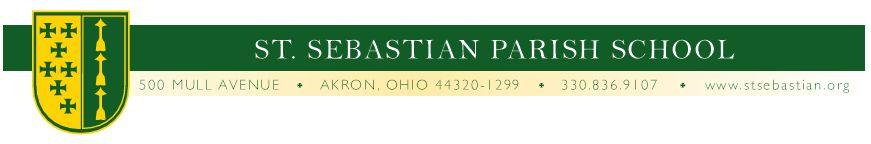 ST. SEBASTIAN PARISH SCHOOL
500 MULL AVENUE • AKRON, OHIO 44320-1299 • 330.836.9107 • www.stsebastian.org